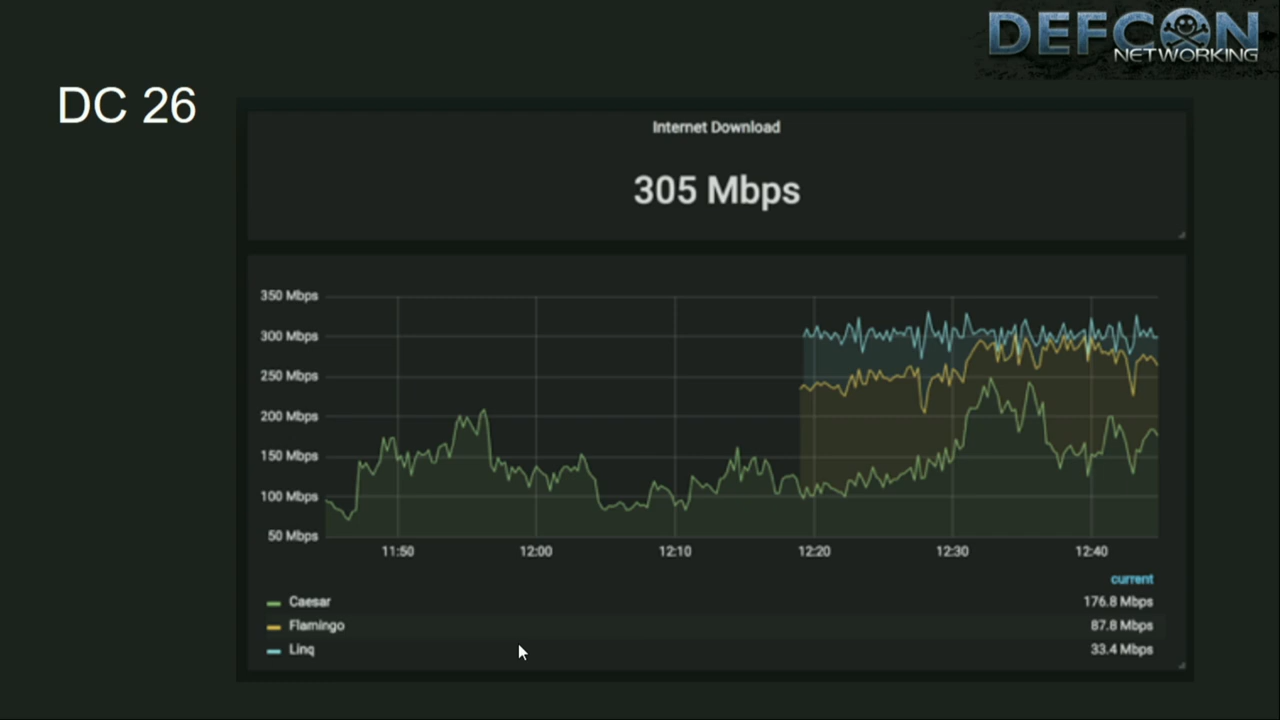 DEFCON
NETWORKING
DC 26
Internet Download
305 Mbps
350 Mbps
300 Mbps
250 Mbps
200 Mbps
150 Mbps
100 Mbps
50 Mbps
11:50 12:00 12:10 12:20 12:30 12:40
current
Caesar 176.8 Mbps
Flamingo 87.8 Mbps
Linq 33.4 Mbps